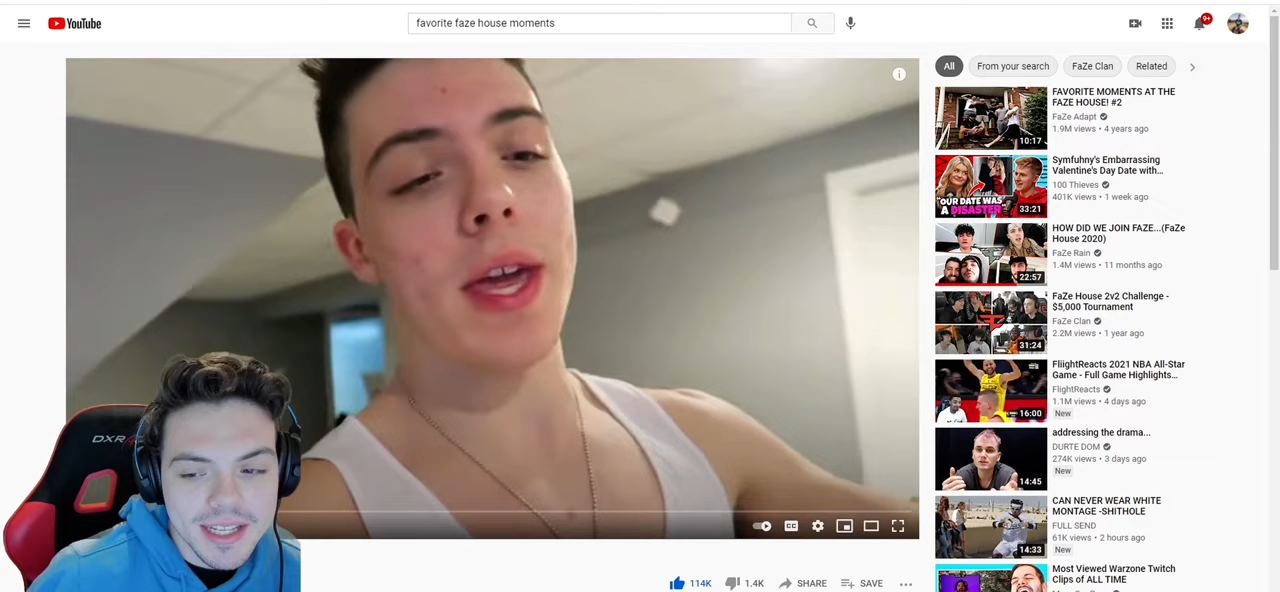 YouTube
favorite faze house moments
9+
All
From your search
FaZe Clan
Related
FAVORITE MOMENTS AT THE
FAZE HOUSE! #2
FaZe Adapt
1.9M views • 4 years ago
10:17
Symfuhny's Embarrassing
Valentine's Day Date with…
100 Thieves
401K views • 1 week ago
OUR DATE WAS
A DISASTER
33:21
HOW DID WE JOIN FAZE...(FaZe
House 2020)
FaZe Rain
1.4M views • 11 months ago
22:57
FaZe House 2v2 Challenge -
$5,000 Tournament
FaZe Clan
2.2M views • 1 year ago
31:24
FlightReacts 2021 NBA All-Star
Game - Full Game Highlights…
FlightReacts
1.1M views • 4 days ago
New
16:00
addressing the drama...
DURTE DOM
274K views • 3 days ago
New
14:45
CAN NEVER WEAR WHITE
MONTAGE -SHITHOLE
FULL SEND
61K views • 2 hours ago
New
14:33
Most Viewed Warzone Twitch
Clips of ALL TIME
CC
DXR
114K
1.4K
SHARE
SAVE